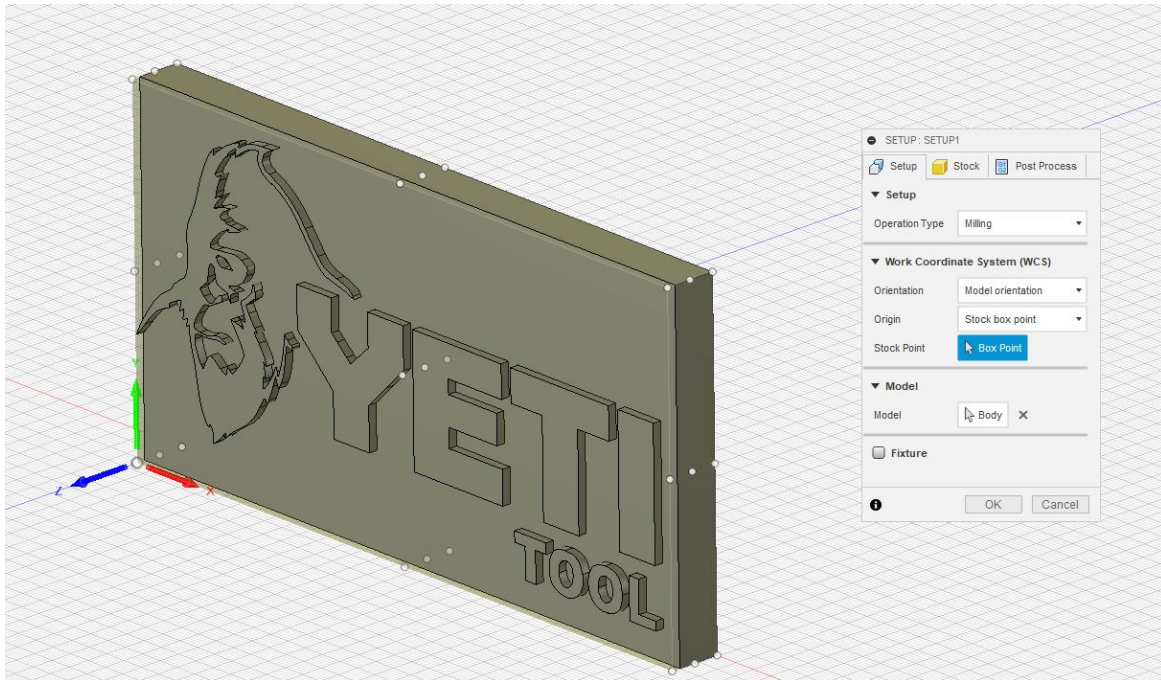 SETUP : SETUP1
Setup Stock Post Process
Setup
Operation Type Milling
Work Coordinate System (WCS)
Orientation Model orientation
Origin Stock box point
Stock Point Box Point
Model
Model Body
Fixture
OK Cancel
YETI
TOOL
Y
Z
X